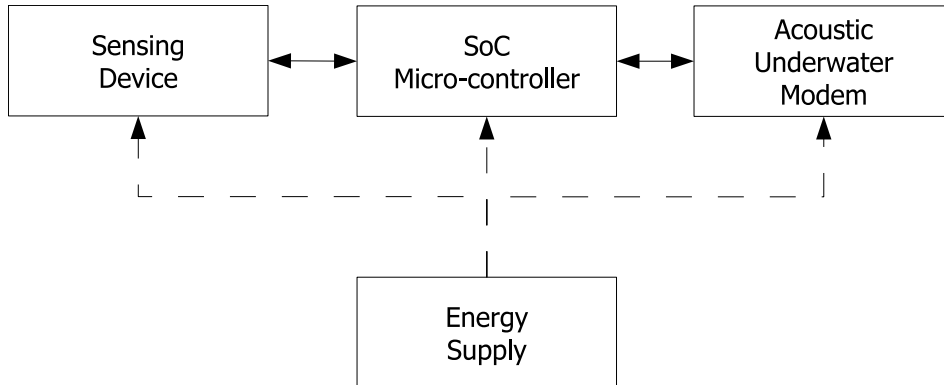 Sensing
Device
SoC
Micro-controller
Acoustic
Underwater
Modem
Energy
Supply